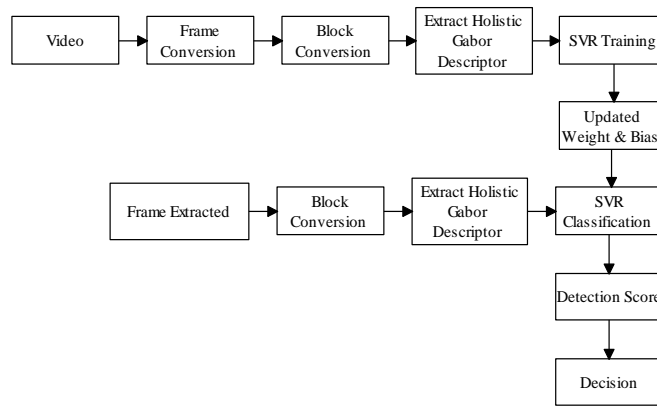 Video
Frame
Conversion
Block
Conversion
Extract Holistic
Gabor
Descriptor
SVR Training
Updated
Weight & Bias
Frame Extracted
Block
Conversion
Extract Holistic
Gabor
Descriptor
SVR
Classification
Detection Score
Decision